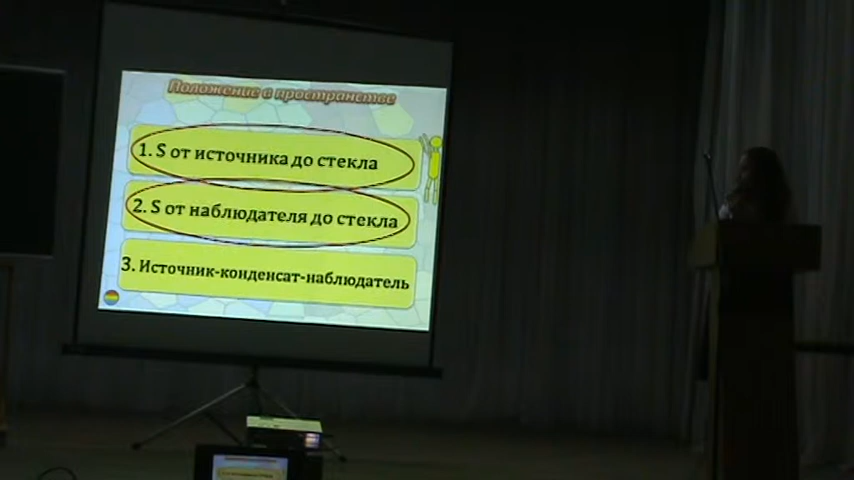 Положение в пространстве
1. S от источника до стекла
2. S от наблюдателя до стекла
3. Источник-конденсат-наблюдатель